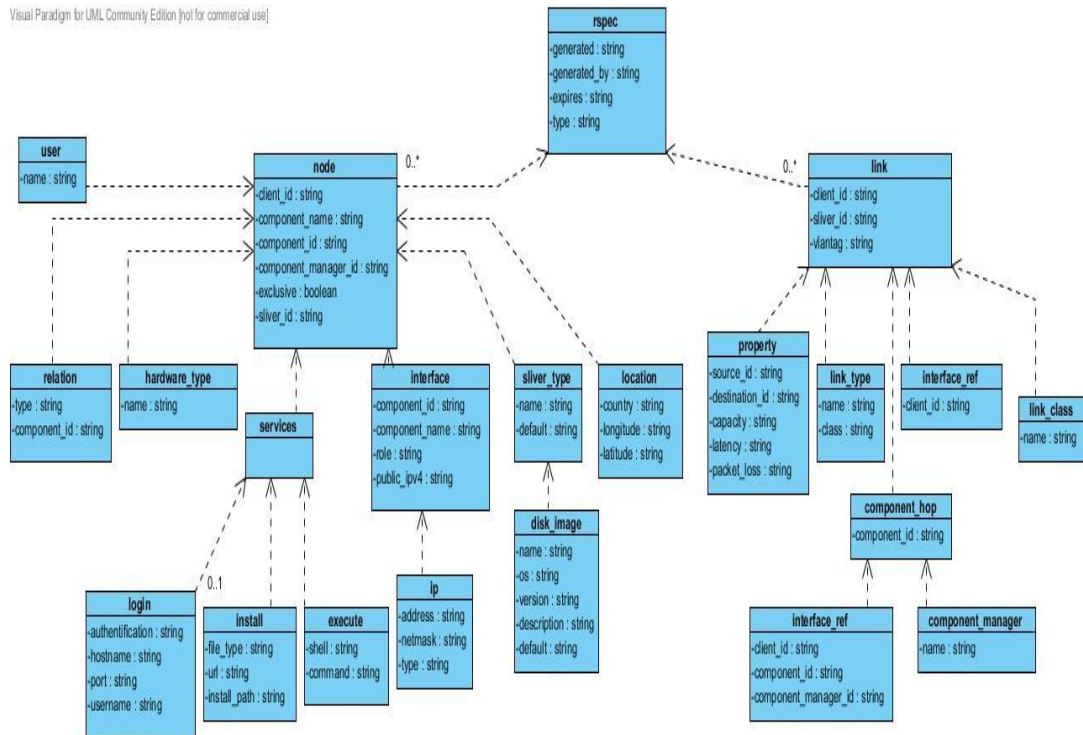 Visual Paradigm for UML Community Edition [not for commercial use]
rspec
-generated : string
-generated_by : string
-expires : string
-type : string
user
-name : string
node
0..*
-client_id : string
-component_name : string
-component_id : string
-component_manager_id : string
-exclusive : boolean
-sliver_id : string
link
0..*
-client_id : string
-sliver_id : string
-vlantag : string
relation
-type : string
-component_id : string
hardware_type
-name : string
services
interface
-component_id : string
-component_name : string
-role : string
-public_ipv4 : string
sliver_type
-name : string
-default : string
location
-country : string
-longitude : string
-latitude : string
property
-source_id : string
-destination_id : string
-capacity : string
-latency : string
-packet_loss : string
link_type
-name : string
-class : string
interface_ref
-client_id : string
link_class
-name : string
component_hop
-component_id : string
disk_image
-name : string
-os : string
-version : string
-description : string
-default : string
0..1
login
-authentification : string
-hostname : string
-port : string
-username : string
install
-file_type : string
-url : string
-install_path : string
execute
-shell : string
-command : string
ip
-address : string
-netmask : string
-type : string
interface_ref
-client_id : string
-component_id : string
-component_manager_id : string
component_manager
-name : string